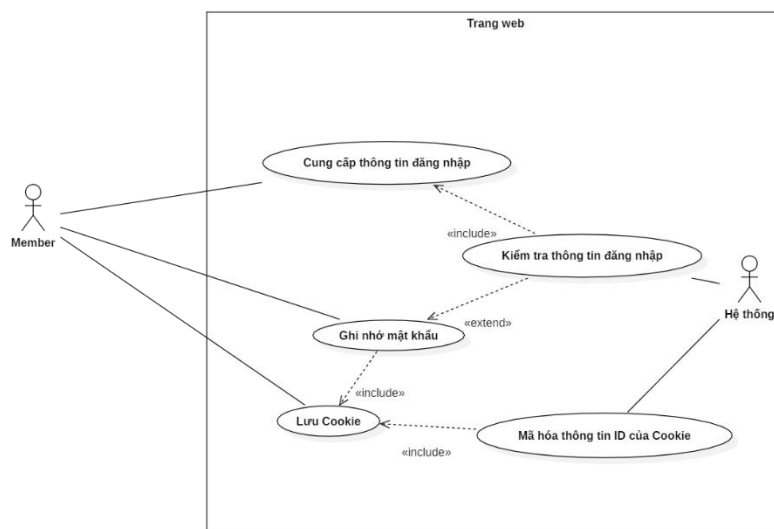 Trang web
Cung cấp thông tin đăng nhập
Member
«include»
Kiểm tra thông tin đăng nhập
Hệ thống
«extend»
Ghi nhớ mật khẩu
«include»
Lưu Cookie
Mã hóa thông tin ID của Cookie
«include»